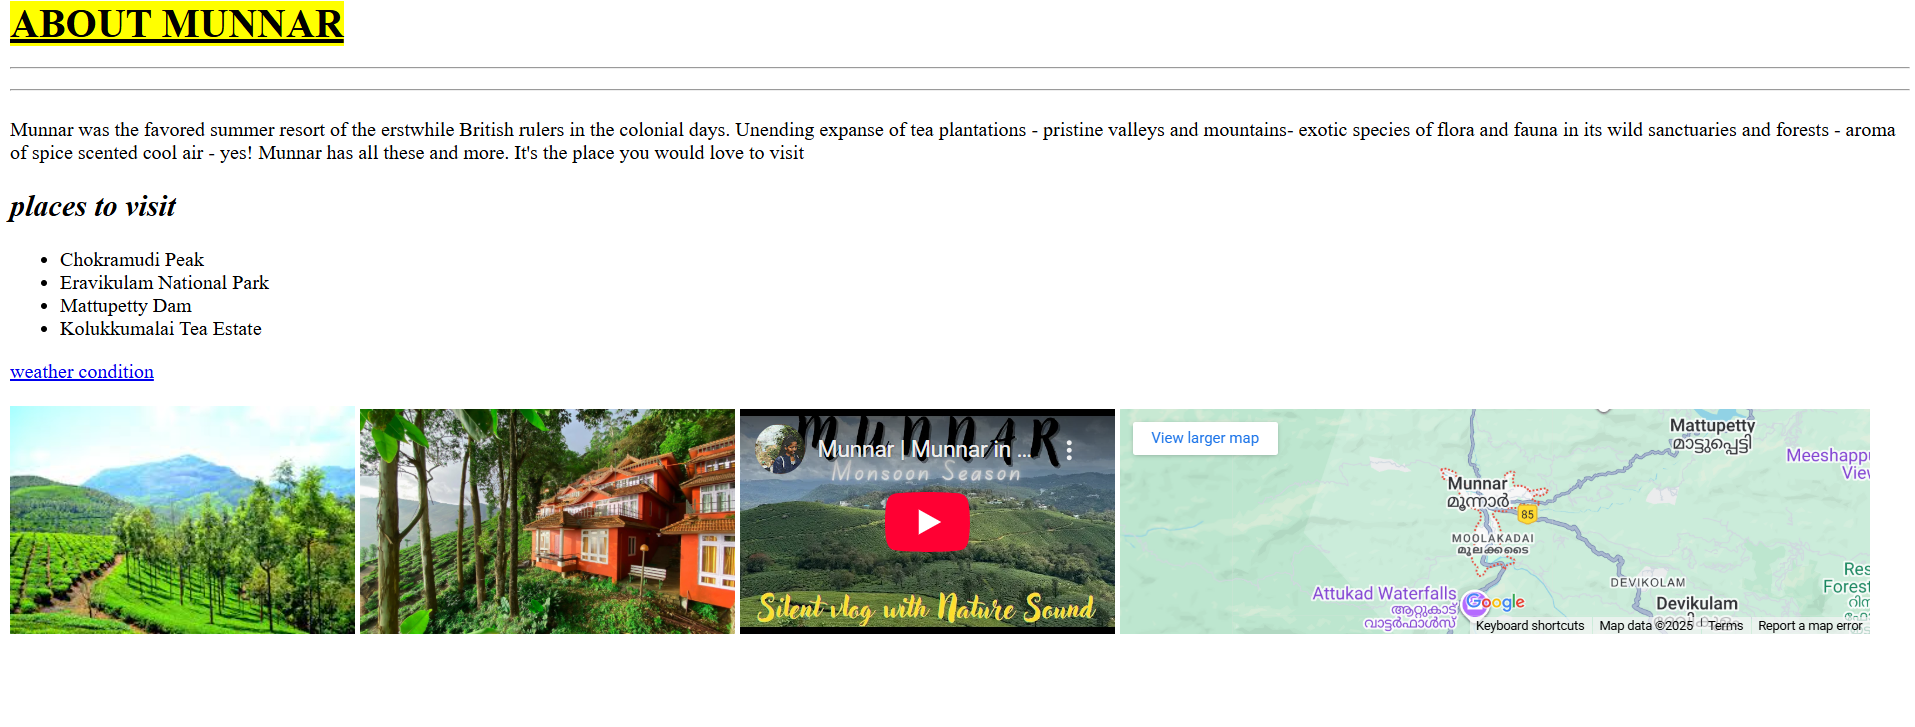 ABOUT MUNNAR
Munnar was the favored summer resort of the erstwhile British rulers in the colonial days. Unending expanse of tea plantations - pristine valleys and mountains- exotic species of flora and fauna in its wild sanctuaries and forests - aroma
of spice scented cool air - yes! Munnar has all these and more. It's the place you would love to visit
places to visit
Chokramudi Peak
Eravikulam National Park
Mattupetty Dam
Kolukkumalai Tea Estate
weather condition
MUNNAR
Munnar | Munnar in ...
Monsoon Season
Silent vlog with Nature Sound
View larger map
Mattupetty
മാട്ടുപ്പെട്ടി
Meeshappu
View
Munnar
മൂന്നാർ
85
MOOLAKADAI
മൂലക്കടൈ
DEVIKOLAM
Res
Forest
Attukad Waterfalls
ആറ്റുകാട്
വാട്ടർഫാൾസ്
Google
Devikulam
Keyboard shortcuts
Map data ©2025
Terms
Report a map error